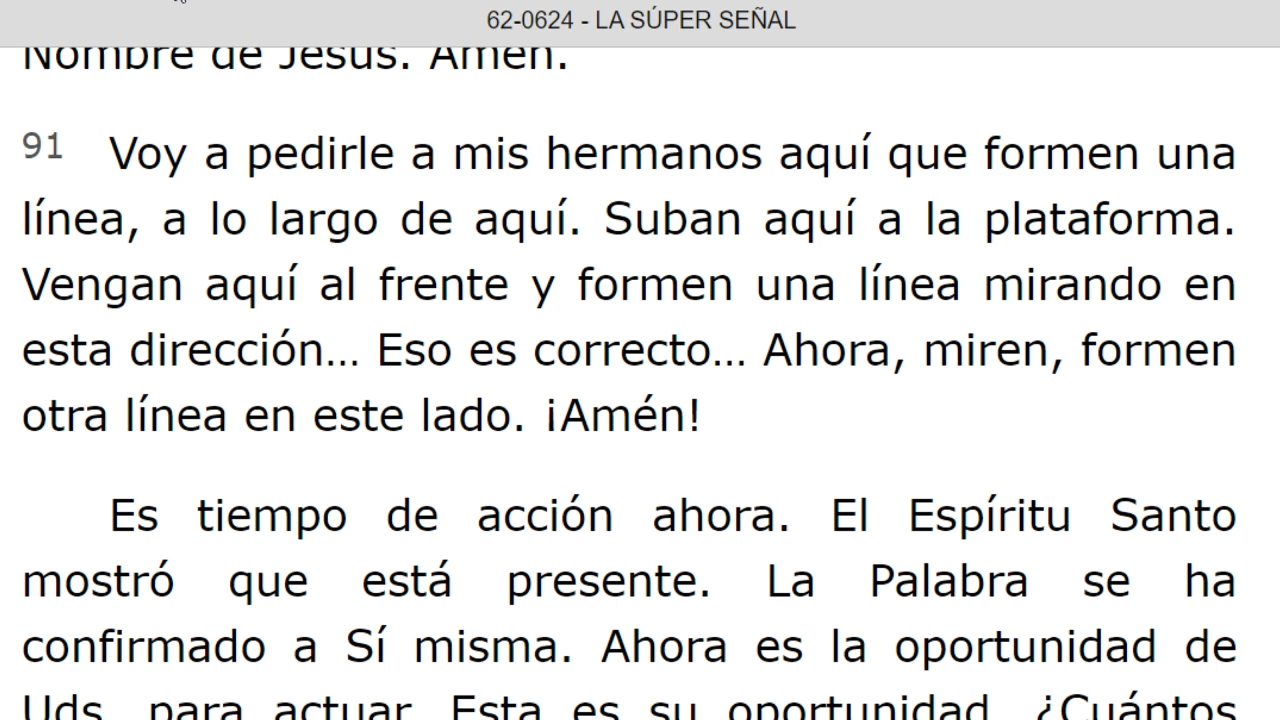 62-0624 - LA SÚPER SEÑAL
Nombre de Jesús. Amén.
91 Voy a pedirle a mis hermanos aquí que formen una
línea, a lo largo de aquí. Suban aquí a la plataforma.
Vengan aquí al frente y formen una línea mirando en
esta dirección... Eso es correcto... Ahora, miren, formen
otra línea en este lado. ¡Amén!
Es tiempo de acción ahora. El Espíritu Santo
mostró que está presente. La Palabra se ha
confirmado a Sí misma. Ahora es la oportunidad de
Uds. para actuar. Esta es su oportunidad. ¿Cuántos